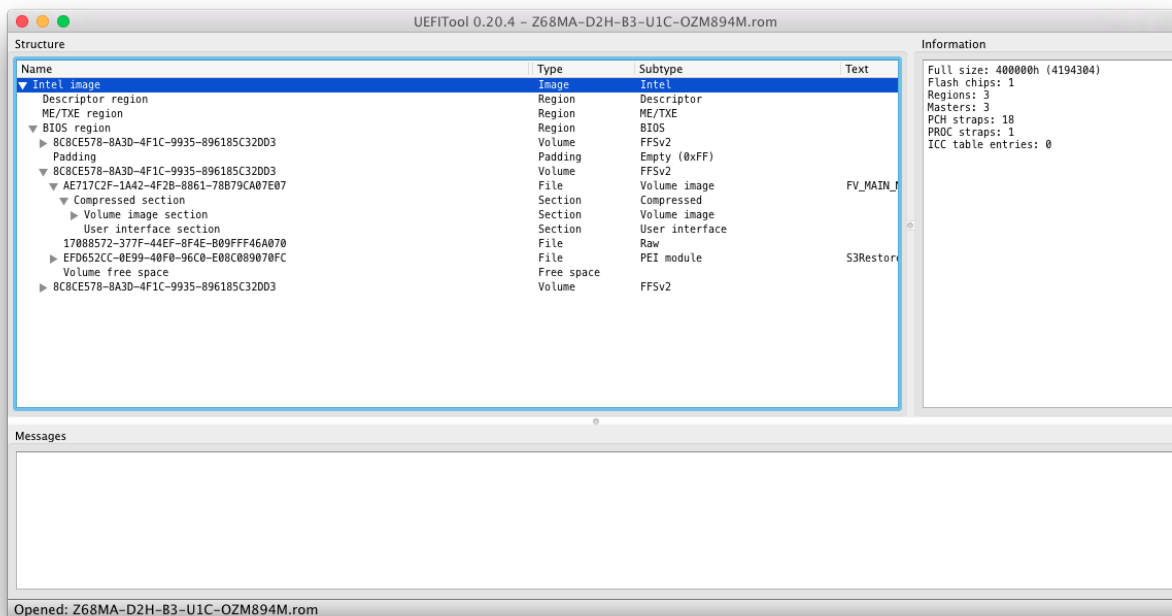 UEFITool 0.20.4 – Z68MA-D2H-B3-U1C-OZM894M.rom
Structure
Name Type Subtype Text
Intel image Image Intel
Descriptor region Region Descriptor
ME/TXE region Region ME/TXE
BIOS region Region BIOS
8C8CE578-8A3D-4F1C-9935-896185C32DD3 Volume FFSv2
Padding Padding Empty (0xFF)
8C8CE578-8A3D-4F1C-9935-896185C32DD3 Volume FFSv2
AE717C2F-1A42-4F2B-8861-78B79CA07E07 File Volume image FV_MAIN_
Compressed section Section Compressed
Volume image section Section Volume image
User interface section Section User interface
17088572-377F-44EF-8F4E-B09FFF46A070 File Raw
EFD652CC-0E99-40F0-96C0-E08C089070FC File PEI module S3Restore
Volume free space Free space
8C8CE578-8A3D-4F1C-9935-896185C32DD3 Volume FFSv2
Information
Full size: 400000h (4194304)
Flash chips: 1
Regions: 3
Masters: 3
PCH straps: 18
PROC straps: 1
ICC table entries: 0
Messages
Opened: Z68MA-D2H-B3-U1C-OZM894M.rom